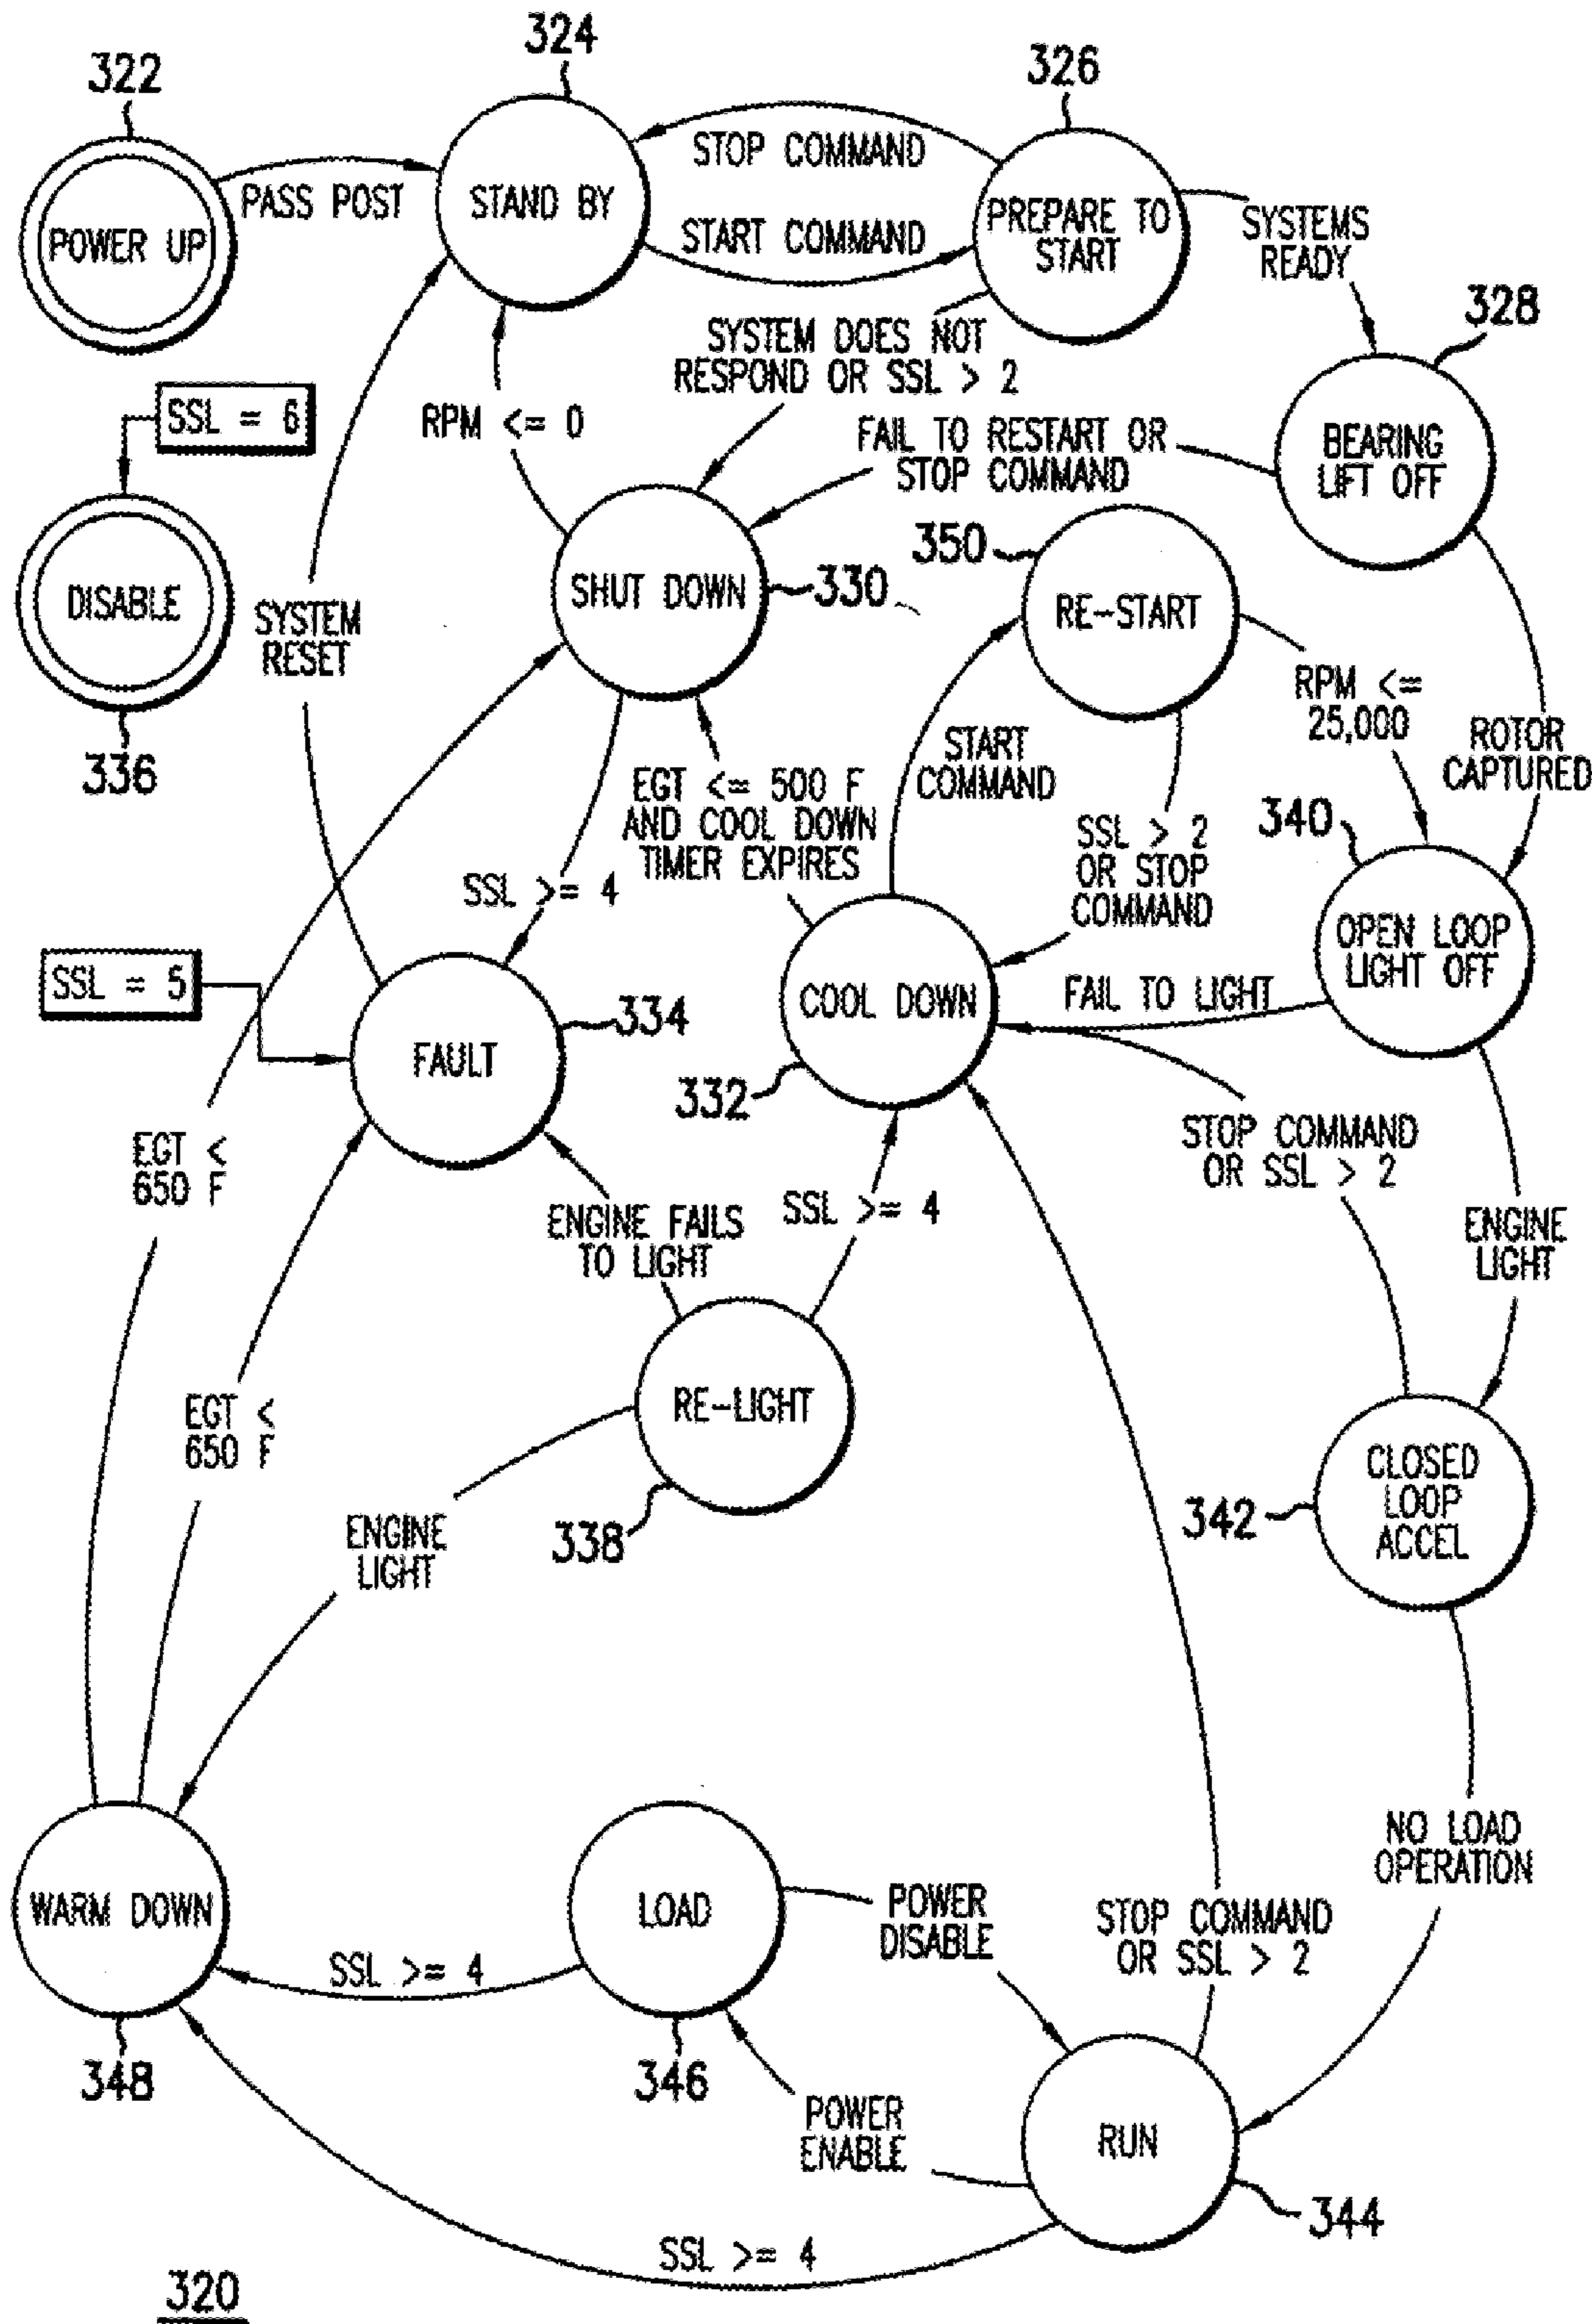 324
322
326
STOP COMMAND
PASS POST
STAND BY
POWER UP
START COMMAND
PREPARE TO
START
SYSTEMS
READY
328
SYSTEM DOES NOT
RESPOND OR SSL > 2
SSL = 6
RPM <= 0
FAIL TO RESTART OR
STOP COMMAND
BEARING
LIFT OFF
350
DISABLE
SHUT DOWN
330
RE-START
SYSTEM
RESET
RPM <=
25,000
336
START
COMMAND
ROTOR
CAPTURED
EGT <= 500 F
AND COOL DOWN
TIMER EXPIRES
SSL > 2
OR STOP
COMMAND
340
SSL >= 4
OPEN LOOP
LIGHT OFF
SSL = 5
COOL DOWN
FAIL TO LIGHT
334
FAULT
332
EGT <
650 F
STOP COMMAND
OR SSL > 2
ENGINE FAILS
TO LIGHT
SSL >= 4
ENGINE
LIGHT
EGT <
650 F
RE-LIGHT
CLOSED
LOOP
ACCEL
342
338
ENGINE
LIGHT
NO LOAD
OPERATION
WARM DOWN
LOAD
POWER
DISABLE
STOP COMMAND
OR SSL > 2
SSL >= 4
348
346
POWER
ENABLE
RUN
344
SSL >= 4
320